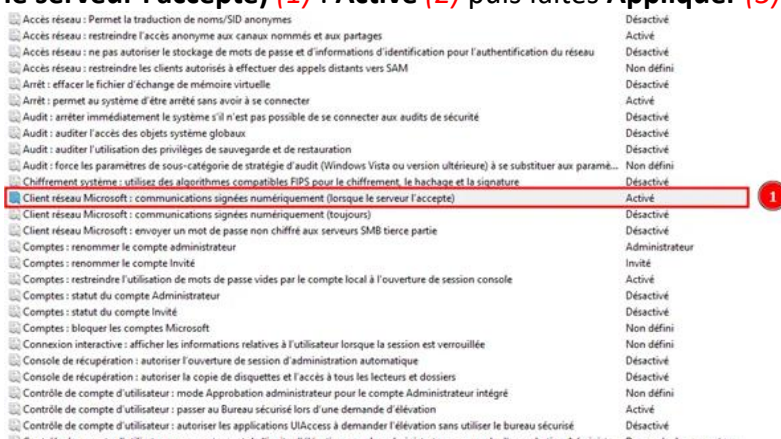 le serveur l'accepte) (1) : Activé (2) puis faites Appliquer (3)
Accès réseau : Permet la traduction de noms/SID anonymes Désactivé
Accès réseau : restreindre l'accès anonyme aux canaux nommés et aux partages Activé
Accès réseau : ne pas autoriser le stockage de mots de passe et d'informations d'identification pour l'authentification du réseau Désactivé
Accès réseau : restreindre les clients autorisés à effectuer des appels distants vers SAM Non défini
Arrêt : effacer le fichier d'échange de mémoire virtuelle Désactivé
Arrêt : permet au système d'être arrêté sans avoir à se connecter Activé
Audit : arrêter immédiatement le système s'il n'est pas possible de se connecter aux audits de sécurité Désactivé
Audit : auditer l'accès des objets système globaux Désactivé
Audit : auditer l'utilisation des privilèges de sauvegarde et de restauration Désactivé
Audit : force les paramètres de sous-catégorie de stratégie d'audit (Windows Vista ou version ultérieure) à se substituer aux paramè... Non défini
Chiffrement système : utilisez des algorithmes compatibles FIPS pour le chiffrement, le hachage et la signature Désactivé
Client réseau Microsoft : communications signées numériquement (lorsque le serveur l'accepte) Activé 1
Client réseau Microsoft : communications signées numériquement (toujours) Désactivé
Client réseau Microsoft : envoyer un mot de passe non chiffré aux serveurs SMB tierce partie Désactivé
Comptes : renommer le compte administrateur Administrateur
Comptes : renommer le compte Invité Invité
Comptes : restreindre l'utilisation de mots de passe vides par le compte local à l'ouverture de session console Activé
Comptes : statut du compte Administrateur Désactivé
Comptes : statut du compte Invité Désactivé
Comptes : bloquer les comptes Microsoft Non défini
Connexion interactive : afficher les informations relatives à l'utilisateur lorsque la session est verrouillée Non défini
Console de récupération : autoriser l'ouverture de session d'administration automatique Désactivé
Console de récupération : autoriser la copie de disquettes et l'accès à tous les lecteurs et dossiers Désactivé
Contrôle de compte d'utilisateur : mode Approbation administrateur pour le compte Administrateur intégré Non défini
Contrôle de compte d'utilisateur : passer au Bureau sécurisé lors d'une demande d'élévation Activé
Contrôle de compte d'utilisateur : autoriser les applications UIAccess à demander l'élévation sans utiliser le bureau sécurisé Désactivé